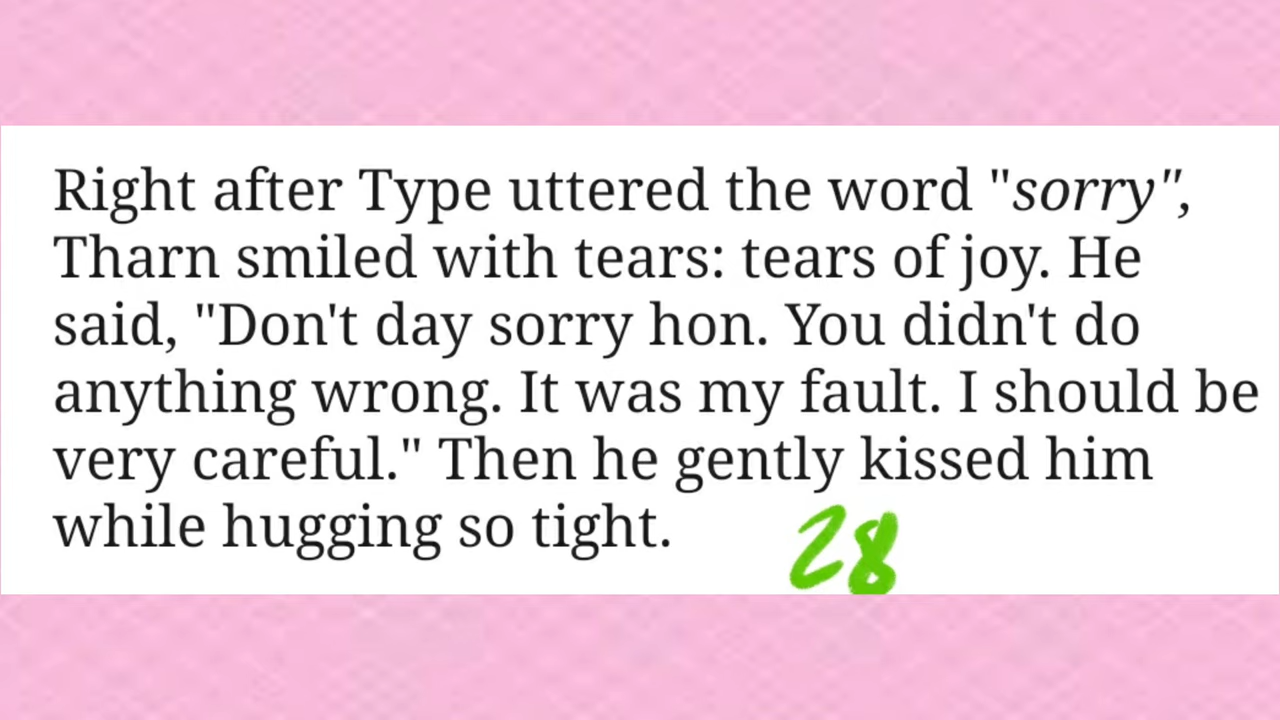 Right after Type uttered the word "sorry",
Tharn smiled with tears: tears of joy. He
said, "Don't day sorry hon. You didn't do
anything wrong. It was my fault. I should be
very careful." Then he gently kissed him
while hugging so tight.
28